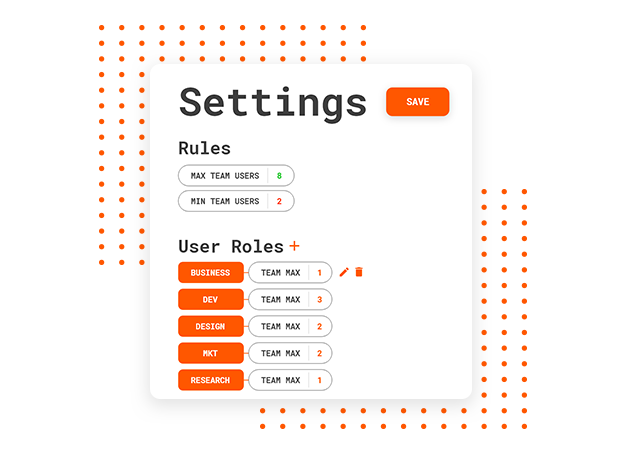 Settings
SAVE
Rules
MAX TEAM USERS 8
MIN TEAM USERS 2
User Roles +
BUSINESS TEAM MAX 1
DEV TEAM MAX 3
DESIGN TEAM MAX 2
MKT TEAM MAX 2
RESEARCH TEAM MAX 1